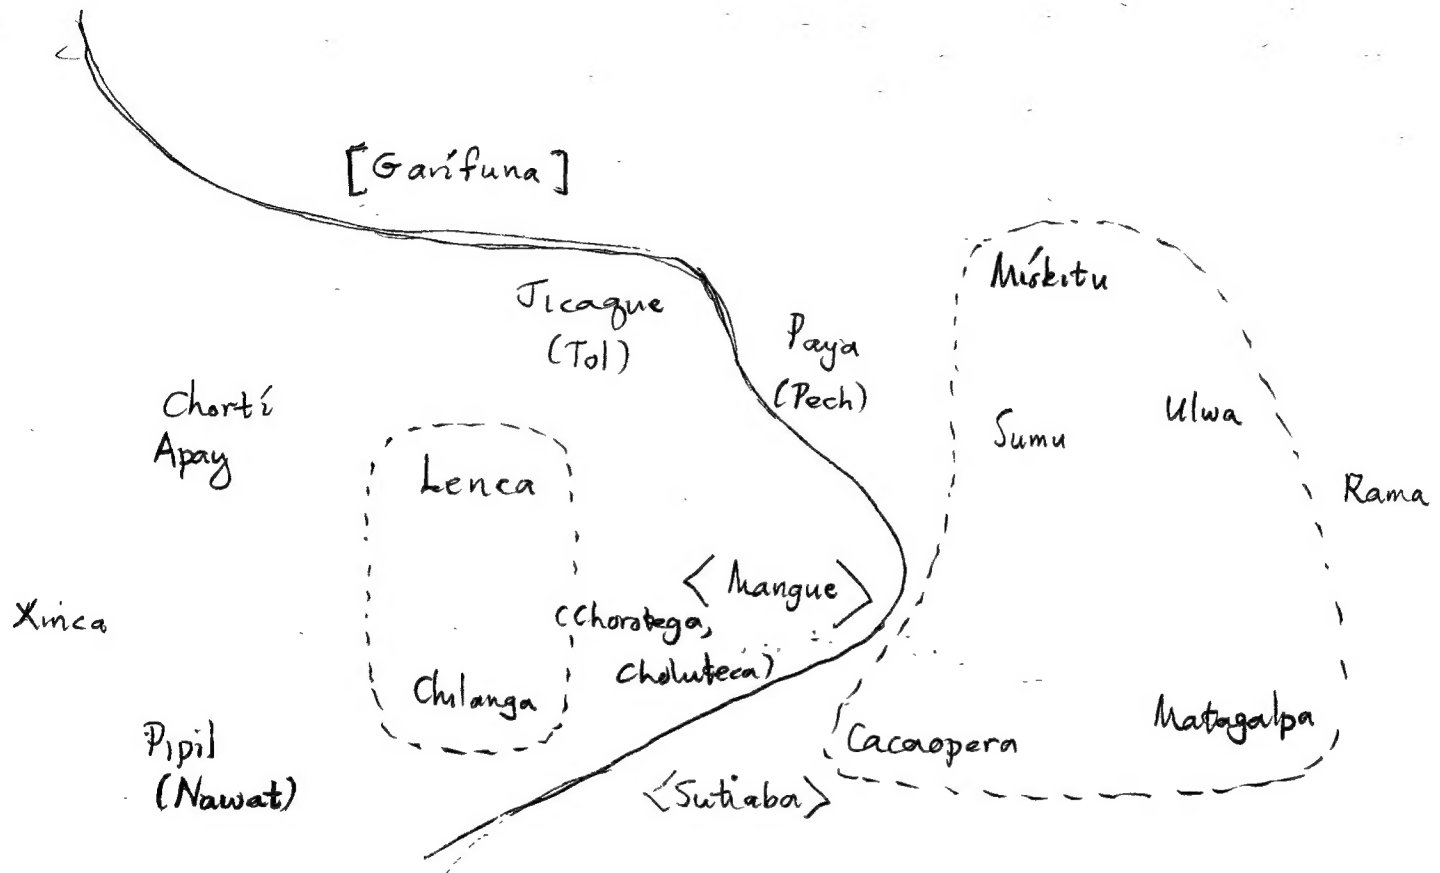 [Garífuna]
Jicaque
(Tol)
Paya
(Pech)
Mískitu
Sumu
Ulwa
Rama
Chortí
Apay
Lenca
Chilanga
Xinca
<Mangue>
(Chorotega,
Choluteca)
Pipil
(Nawat)
<Sutiaba>
Cacaopera
Matagalpa